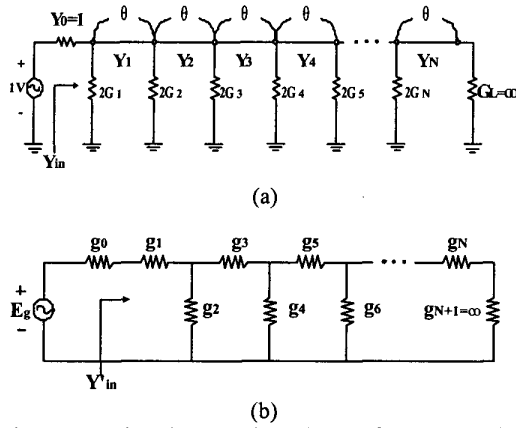 θ θ θ θ θ
Y0=1
Y1 Y2 Y3 Y4 ... YN
+
1V
-
2G1 2G2 2G3 2G4 2G5 2GN GL=∞
Yin
(a)
g0 g1 g3 g5 ... gN
+
Eg
-
g2 g4 g6 gN+1=∞
Y'in
(b)